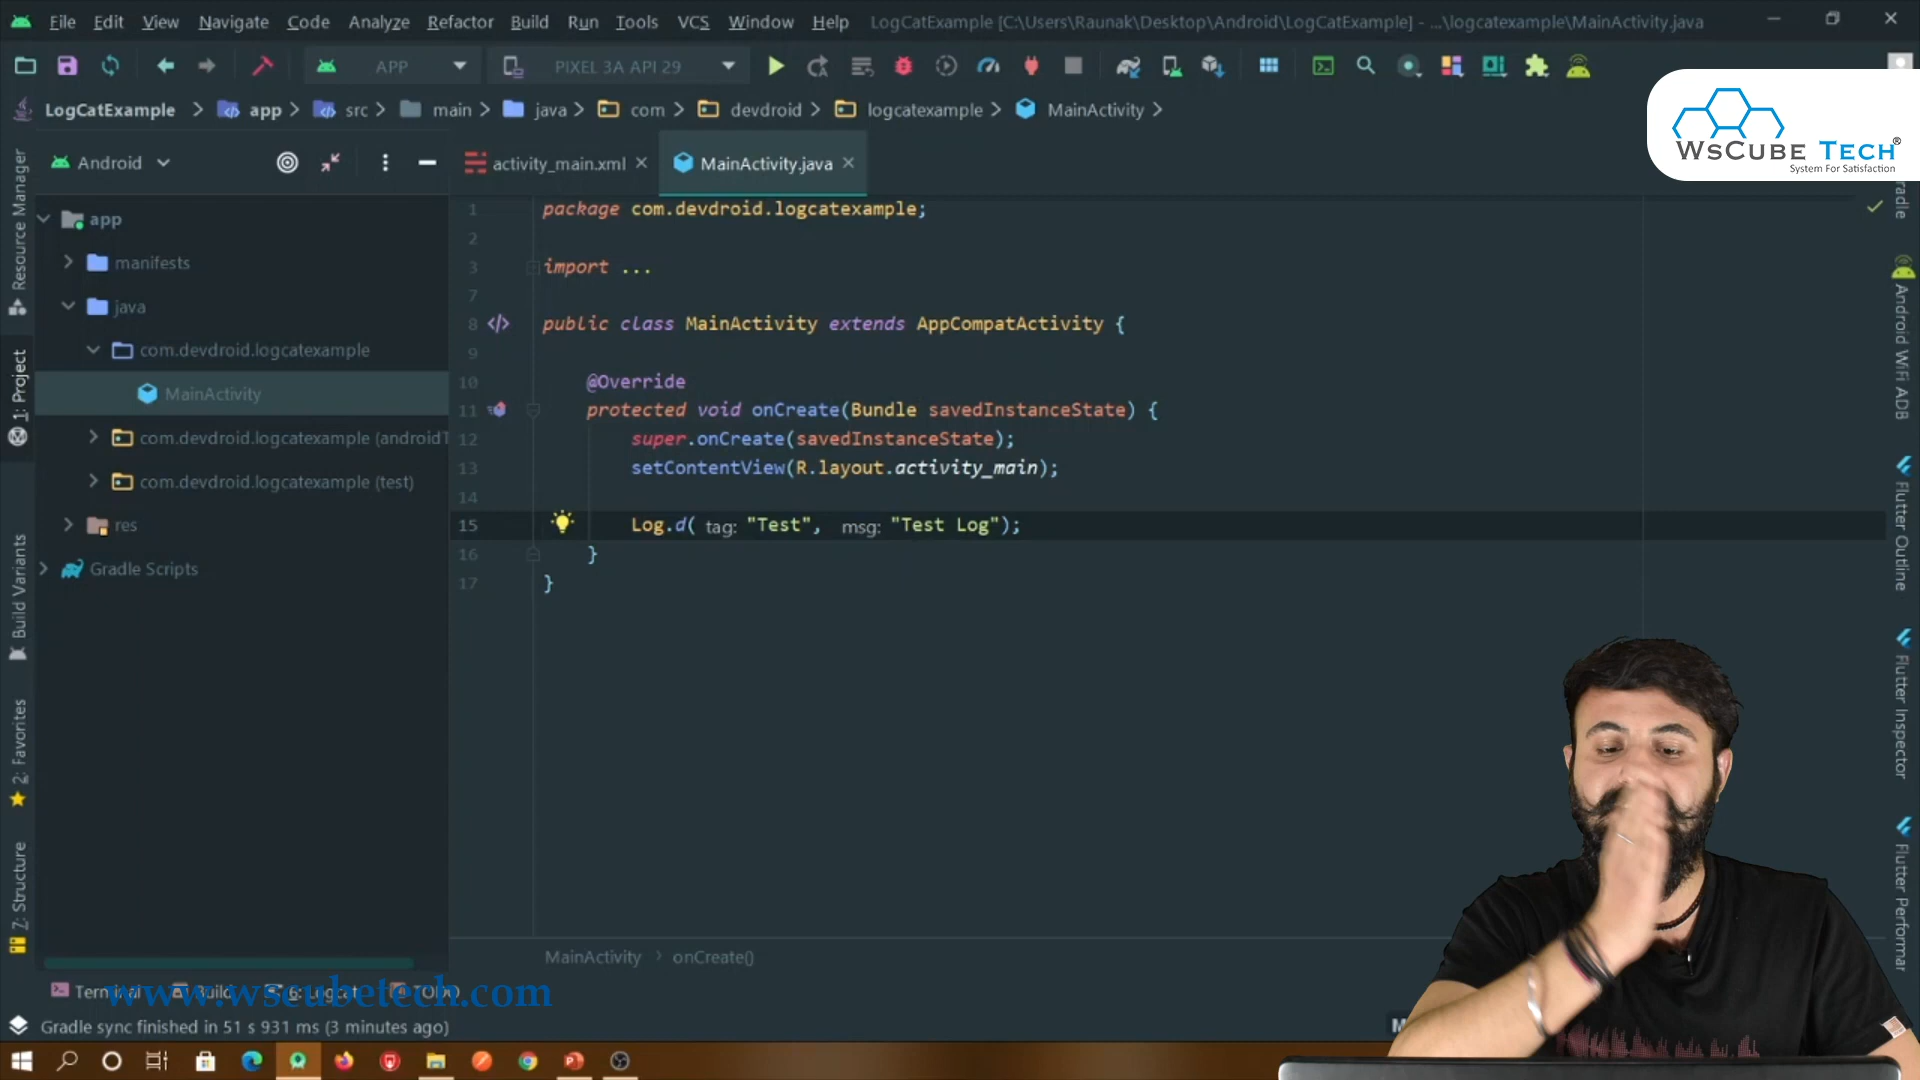 File Edit View Navigate Code Analyze Refactor Build Run Tools VCS Window Help LogCatExample [C:\Users\Raunak\Desktop\Android\LogCatExample] - ...\logcatexample\MainActivity.java
APP PIXEL 3A API 29
LogCatExample app src main java com devdroid logcatexample MainActivity
WsCube Tech®
System For Satisfaction
Android
activity_main.xml MainActivity.java
app
manifests
java
com.devdroid.logcatexample
MainActivity
com.devdroid.logcatexample (androidT
com.devdroid.logcatexample (test)
res
Gradle Scripts
1 package com.devdroid.logcatexample;
2
3 import ...
7
8 public class MainActivity extends AppCompatActivity {
9
10 @Override
11 protected void onCreate(Bundle savedInstanceState) {
12 super.onCreate(savedInstanceState);
13 setContentView(R.layout.activity_main);
14
15 Log.d( tag: "Test", msg: "Test Log");
16 }
17 }
Resource Manager
1: Project
Build Variants
2: Favorites
7: Structure
Android WiFi ADB
Flutter Outline
Flutter Inspector
Flutter Performar
MainActivity onCreate()
Terminal Build 6: Logcat TODO
www.wscubetech.com
Gradle sync finished in 51 s 931 ms (3 minutes ago)